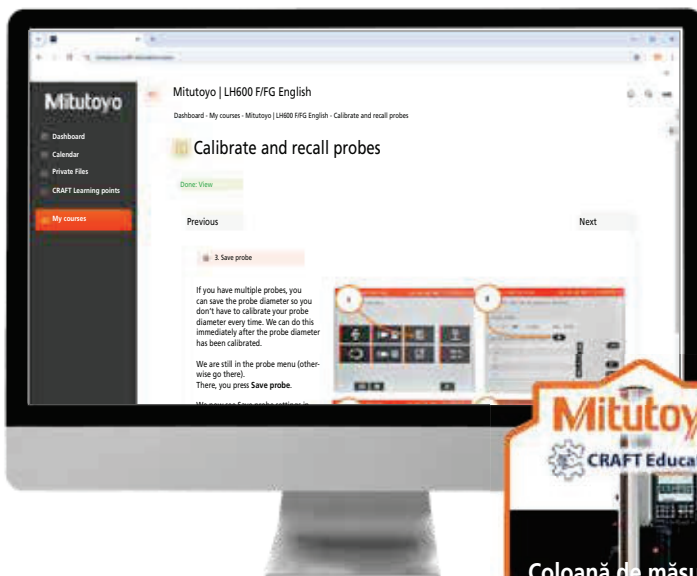 Mitutoyo
Dashboard
Calendar
Private Files
CRAFT Learning points
My courses
Mitutoyo | LH600 F/FG English
Dashboard - My courses - Mitutoyo | LH600 F/FG English - Calibrate and recall probes
Calibrate and recall probes
Done: View
Previous
Next
3. Save probe
If you have multiple probes, you
can save the probe diameter so you
don't have to calibrate your probe
diameter every time. We can do this
immediately after the probe diameter
has been calibrated.
We are still in the probe menu (other-
wise go there).
There, you press Save probe.
Mitutoy
CRAFT Educa
Coloană de măsu